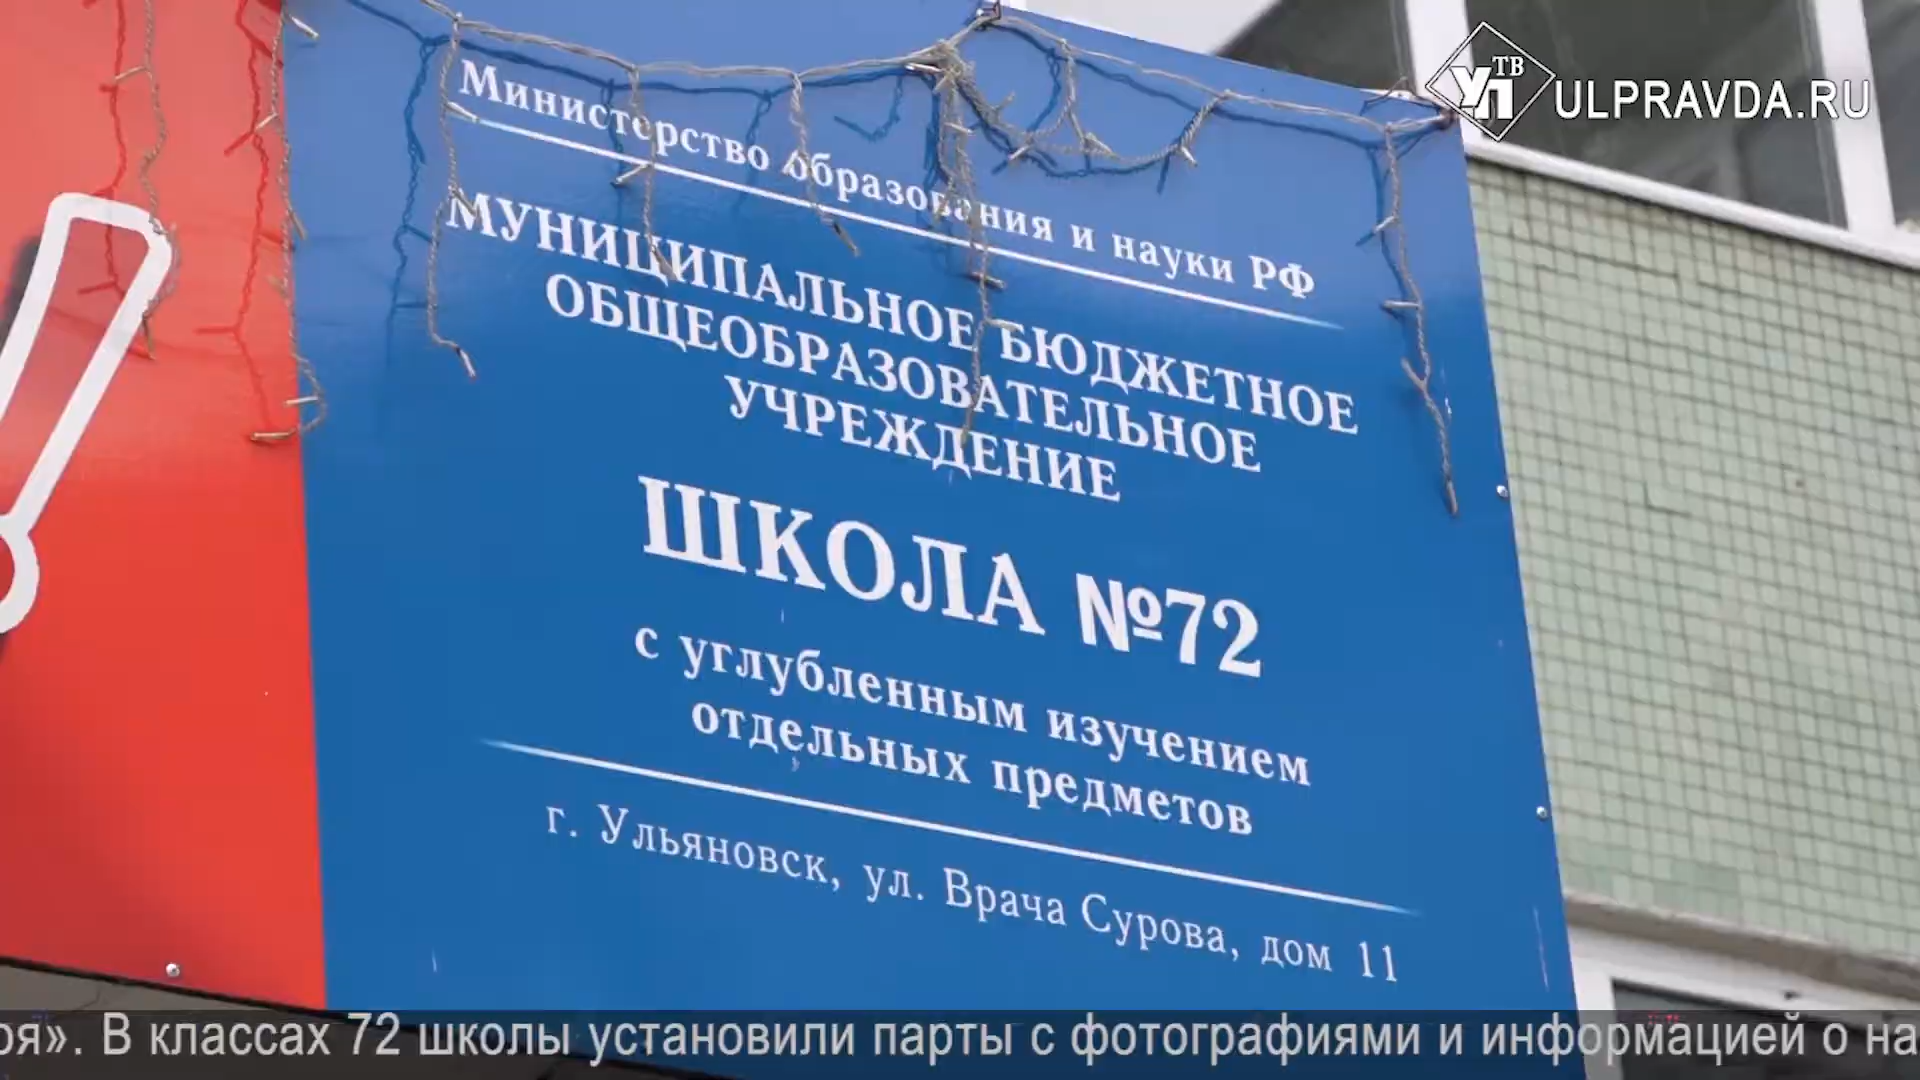 УП ТВ ULPRAVDA.RU
Министерство образования и науки РФ
МУНИЦИПАЛЬНОЕ БЮДЖЕТНОЕ
ОБЩЕОБРАЗОВАТЕЛЬНОЕ
УЧРЕЖДЕНИЕ
ШКОЛА №72
с углубленным изучением
отдельных предметов
г. Ульяновск, ул. Врача Сурова, дом 11
оя». В классах 72 школы установили парты с фотографиями и информацией о на